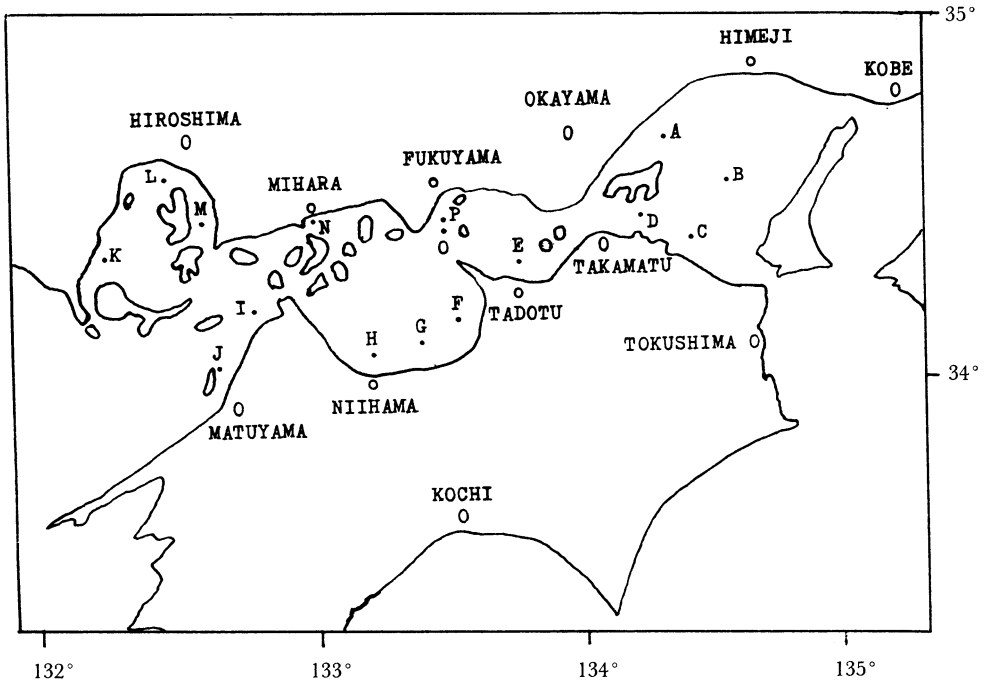 35°
HIMEJI
KOBE
OKAYAMA
HIROSHIMA
A
FUKUYAMA
L
MIHARA
B
M
P
N
D
C
E
K
TAKAMATU
F
TADOTU
I
G
H
TOKUSHIMA
J
34°
NIIHAMA
MATUYAMA
KOCHI
132°
133°
134°
135°